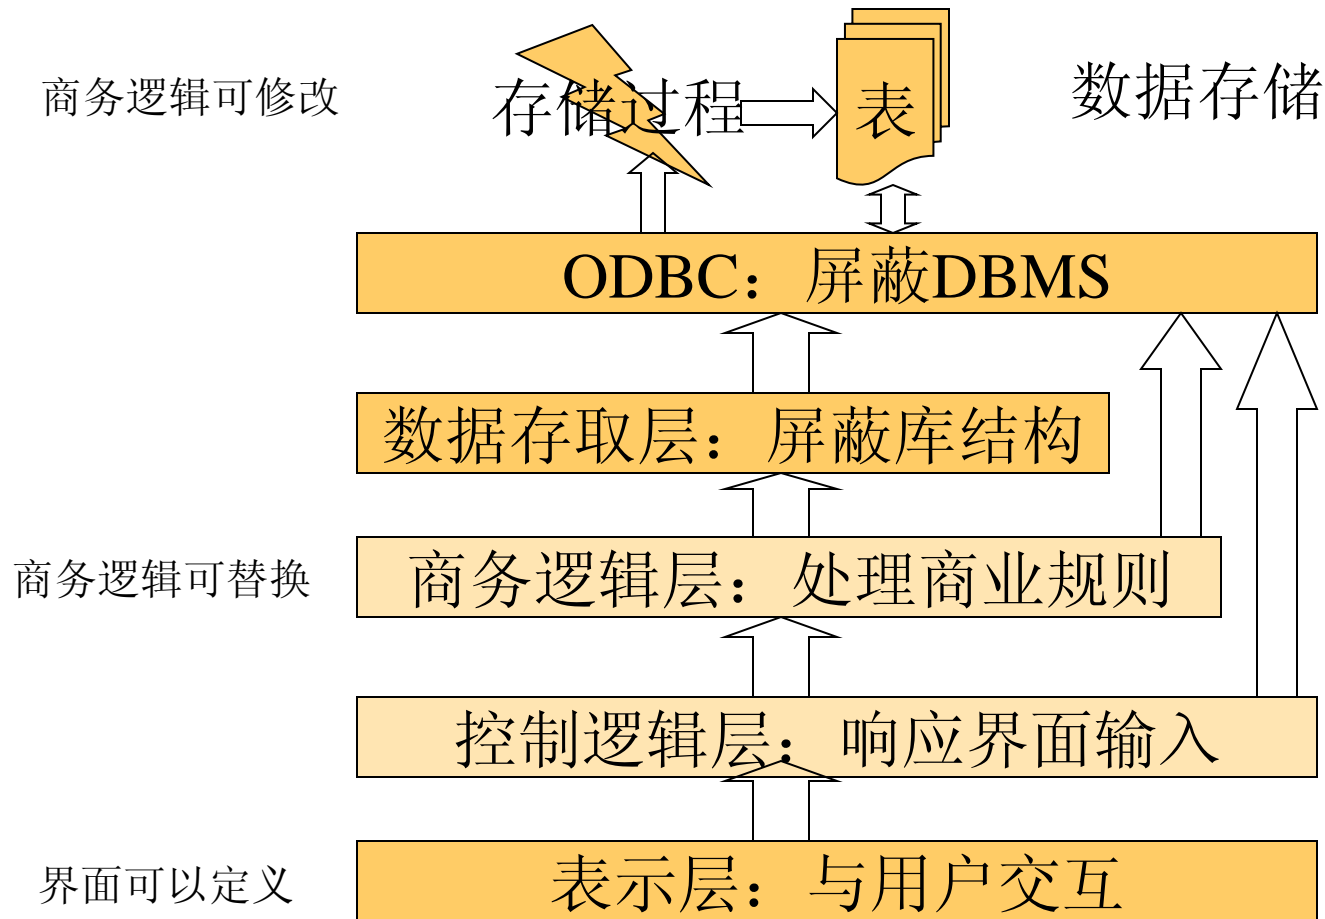 商务逻辑可修改
存储过程
表
数据存储
ODBC：屏蔽DBMS
数据存取层：屏蔽库结构
商务逻辑可替换
商务逻辑层：处理商业规则
控制逻辑层：响应界面输入
界面可以定义
表示层：与用户交互